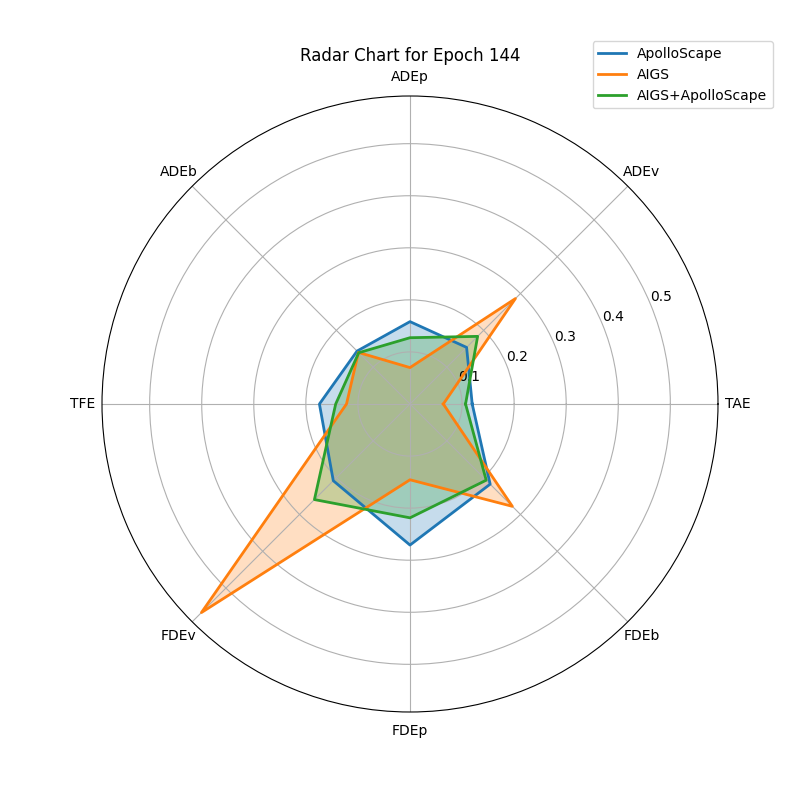 Radar Chart for Epoch 144
ApolloScape
AIGS
AIGS+ApolloScape
ADEp
ADEb
ADEv
0.5
0.4
0.3
0.2
0.1
TFE
TAE
FDEv
FDEb
FDEp